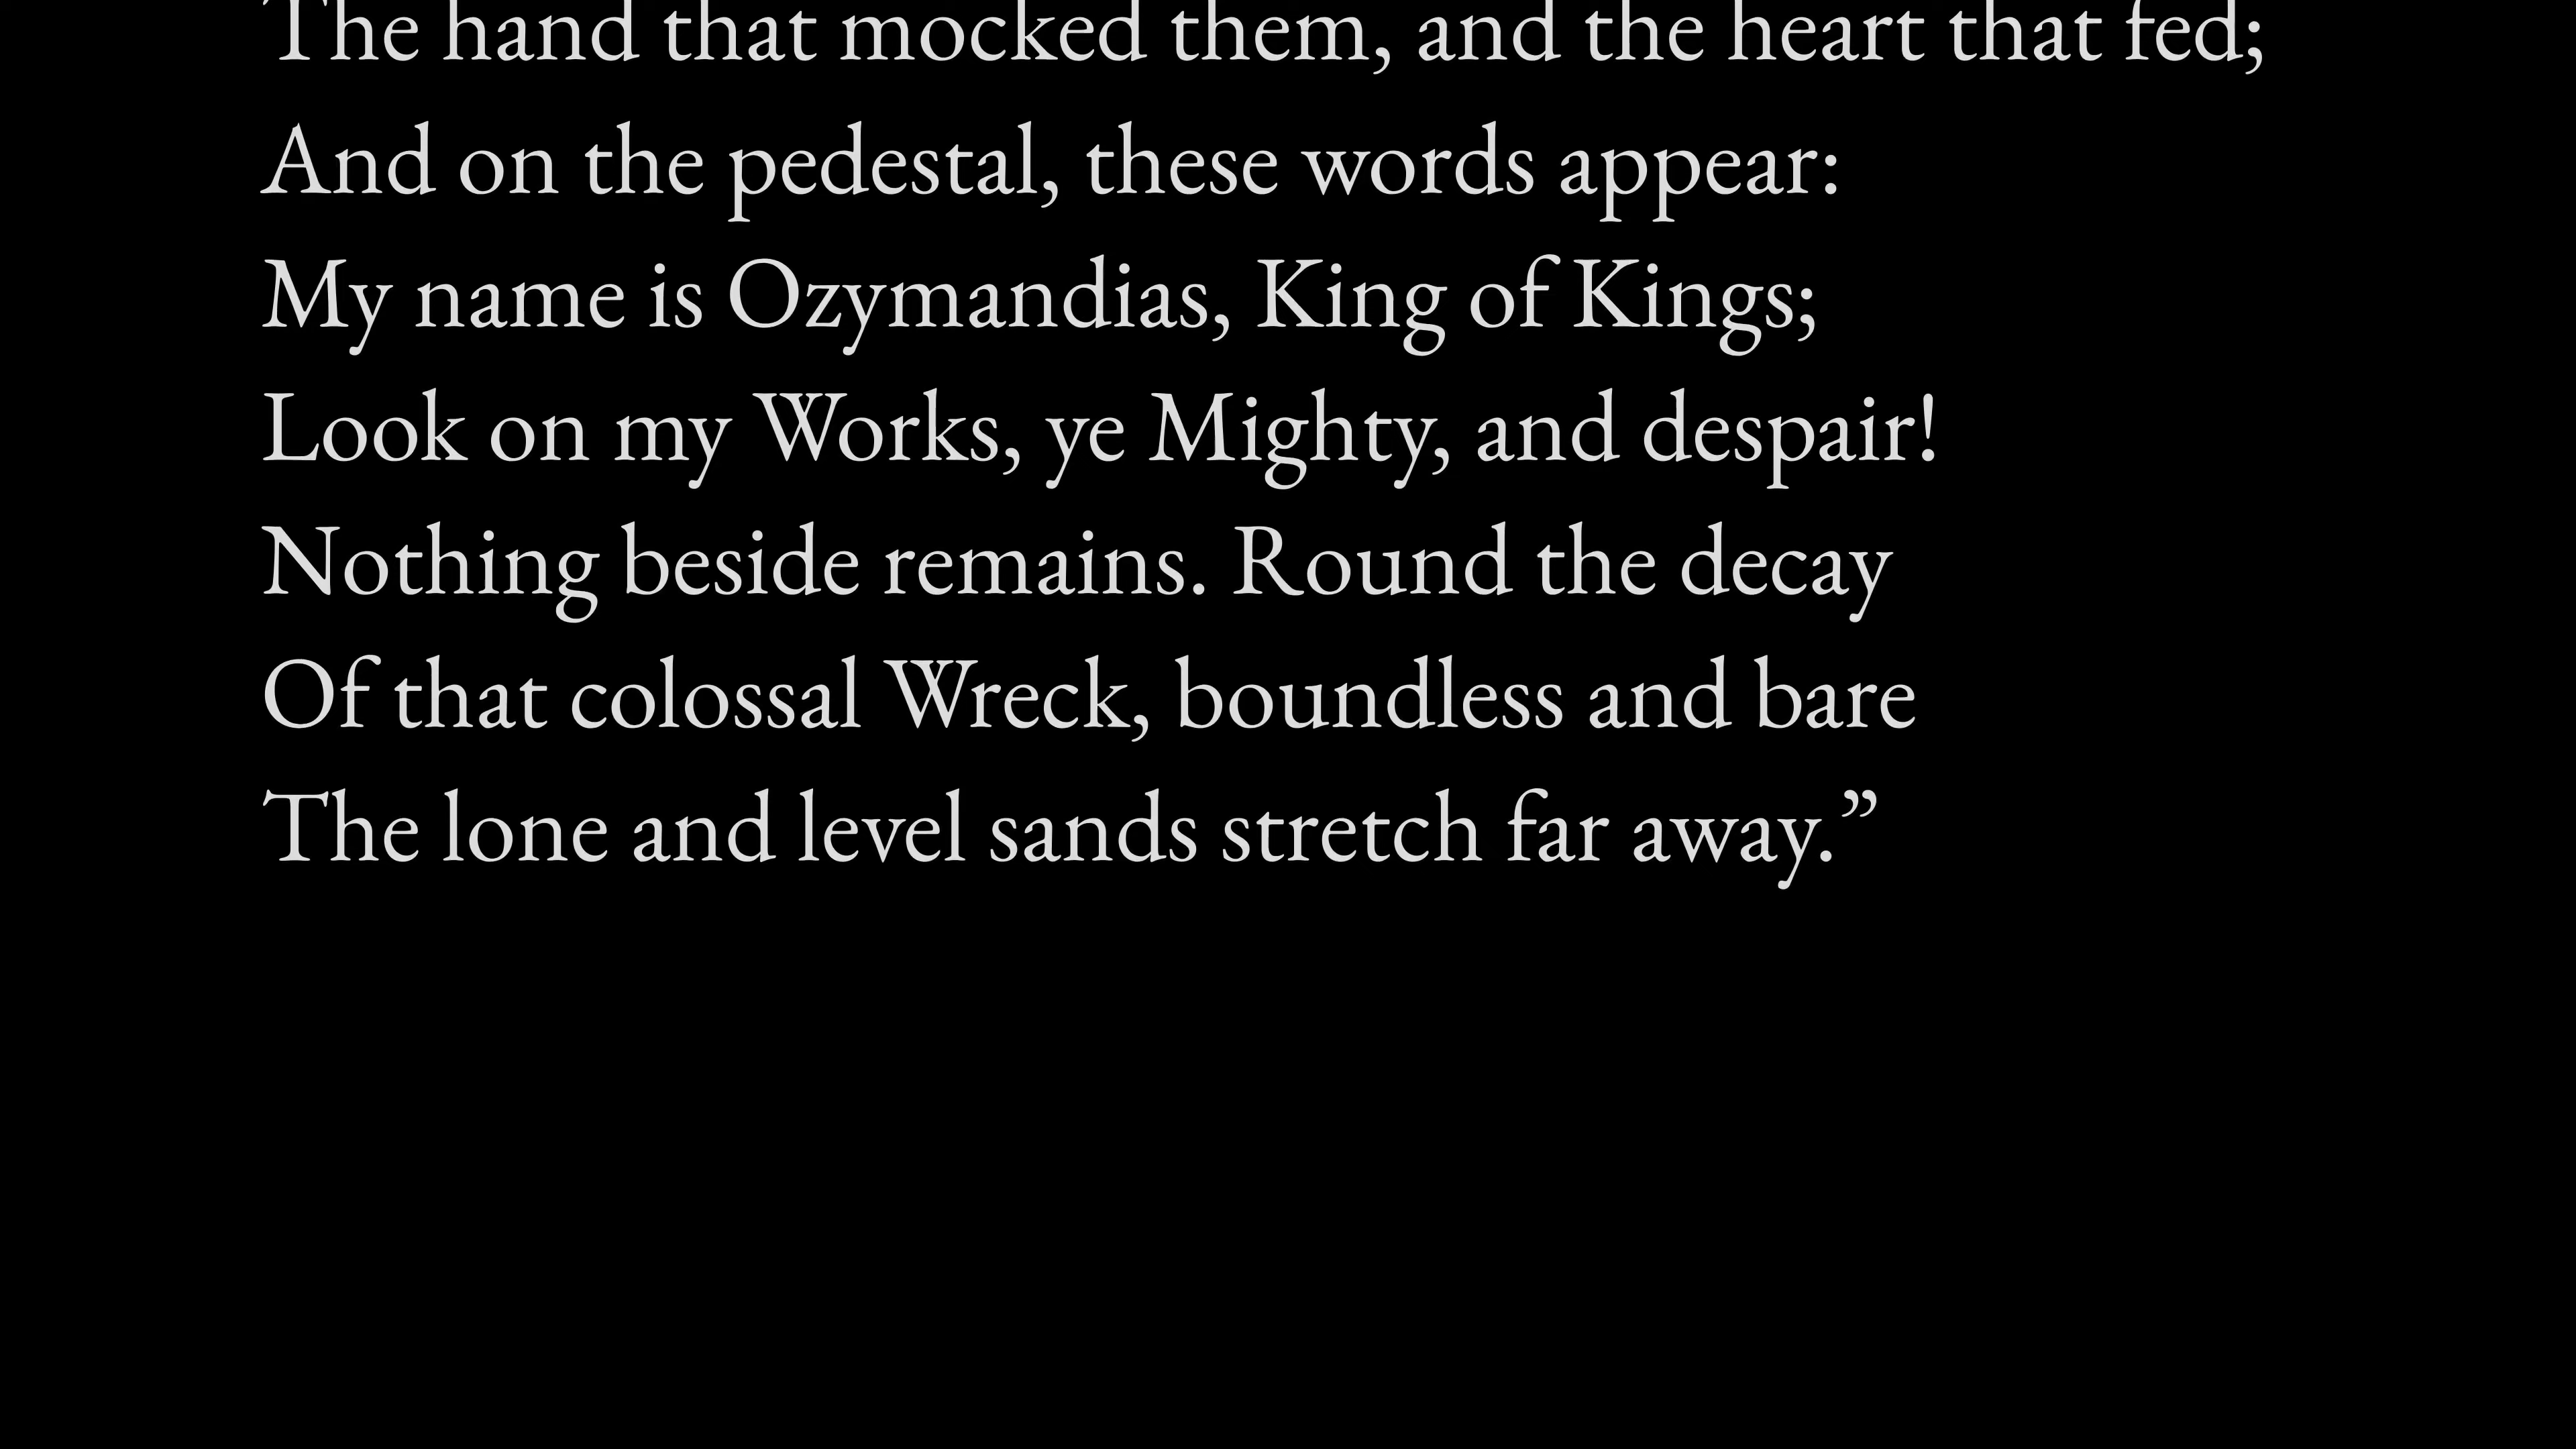 The hand that mocked them, and the heart that fed;
And on the pedestal, these words appear:
My name is Ozymandias, King of Kings;
Look on my Works, ye Mighty, and despair!
Nothing beside remains. Round the decay
Of that colossal Wreck, boundless and bare
The lone and level sands stretch far away.”